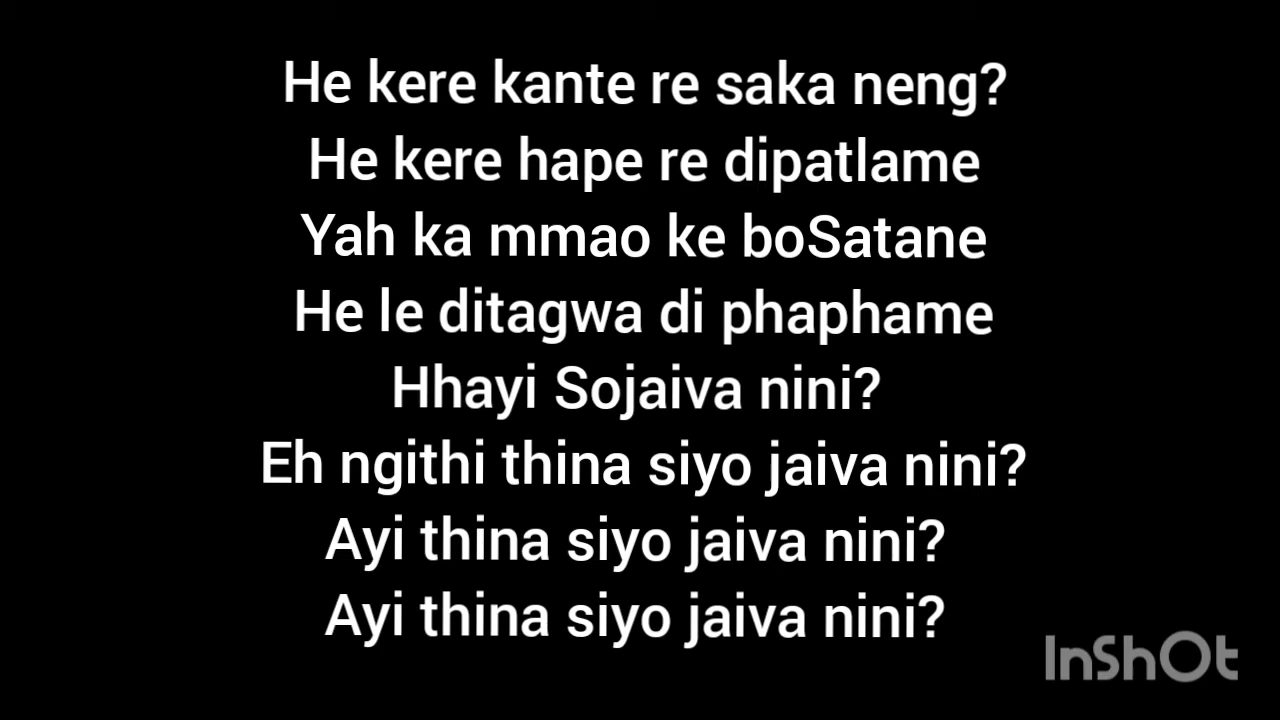 He kere kante re saka neng?
He kere hape re dipatlame
Yah ka mmao ke boSatane
He le ditagwa di phaphame
Hhayi Sojaiva nini?
Eh ngithi thina siyo jaiva nini?
Ayi thina siyo jaiva nini?
Ayi thina siyo jaiva nini?
InShOt